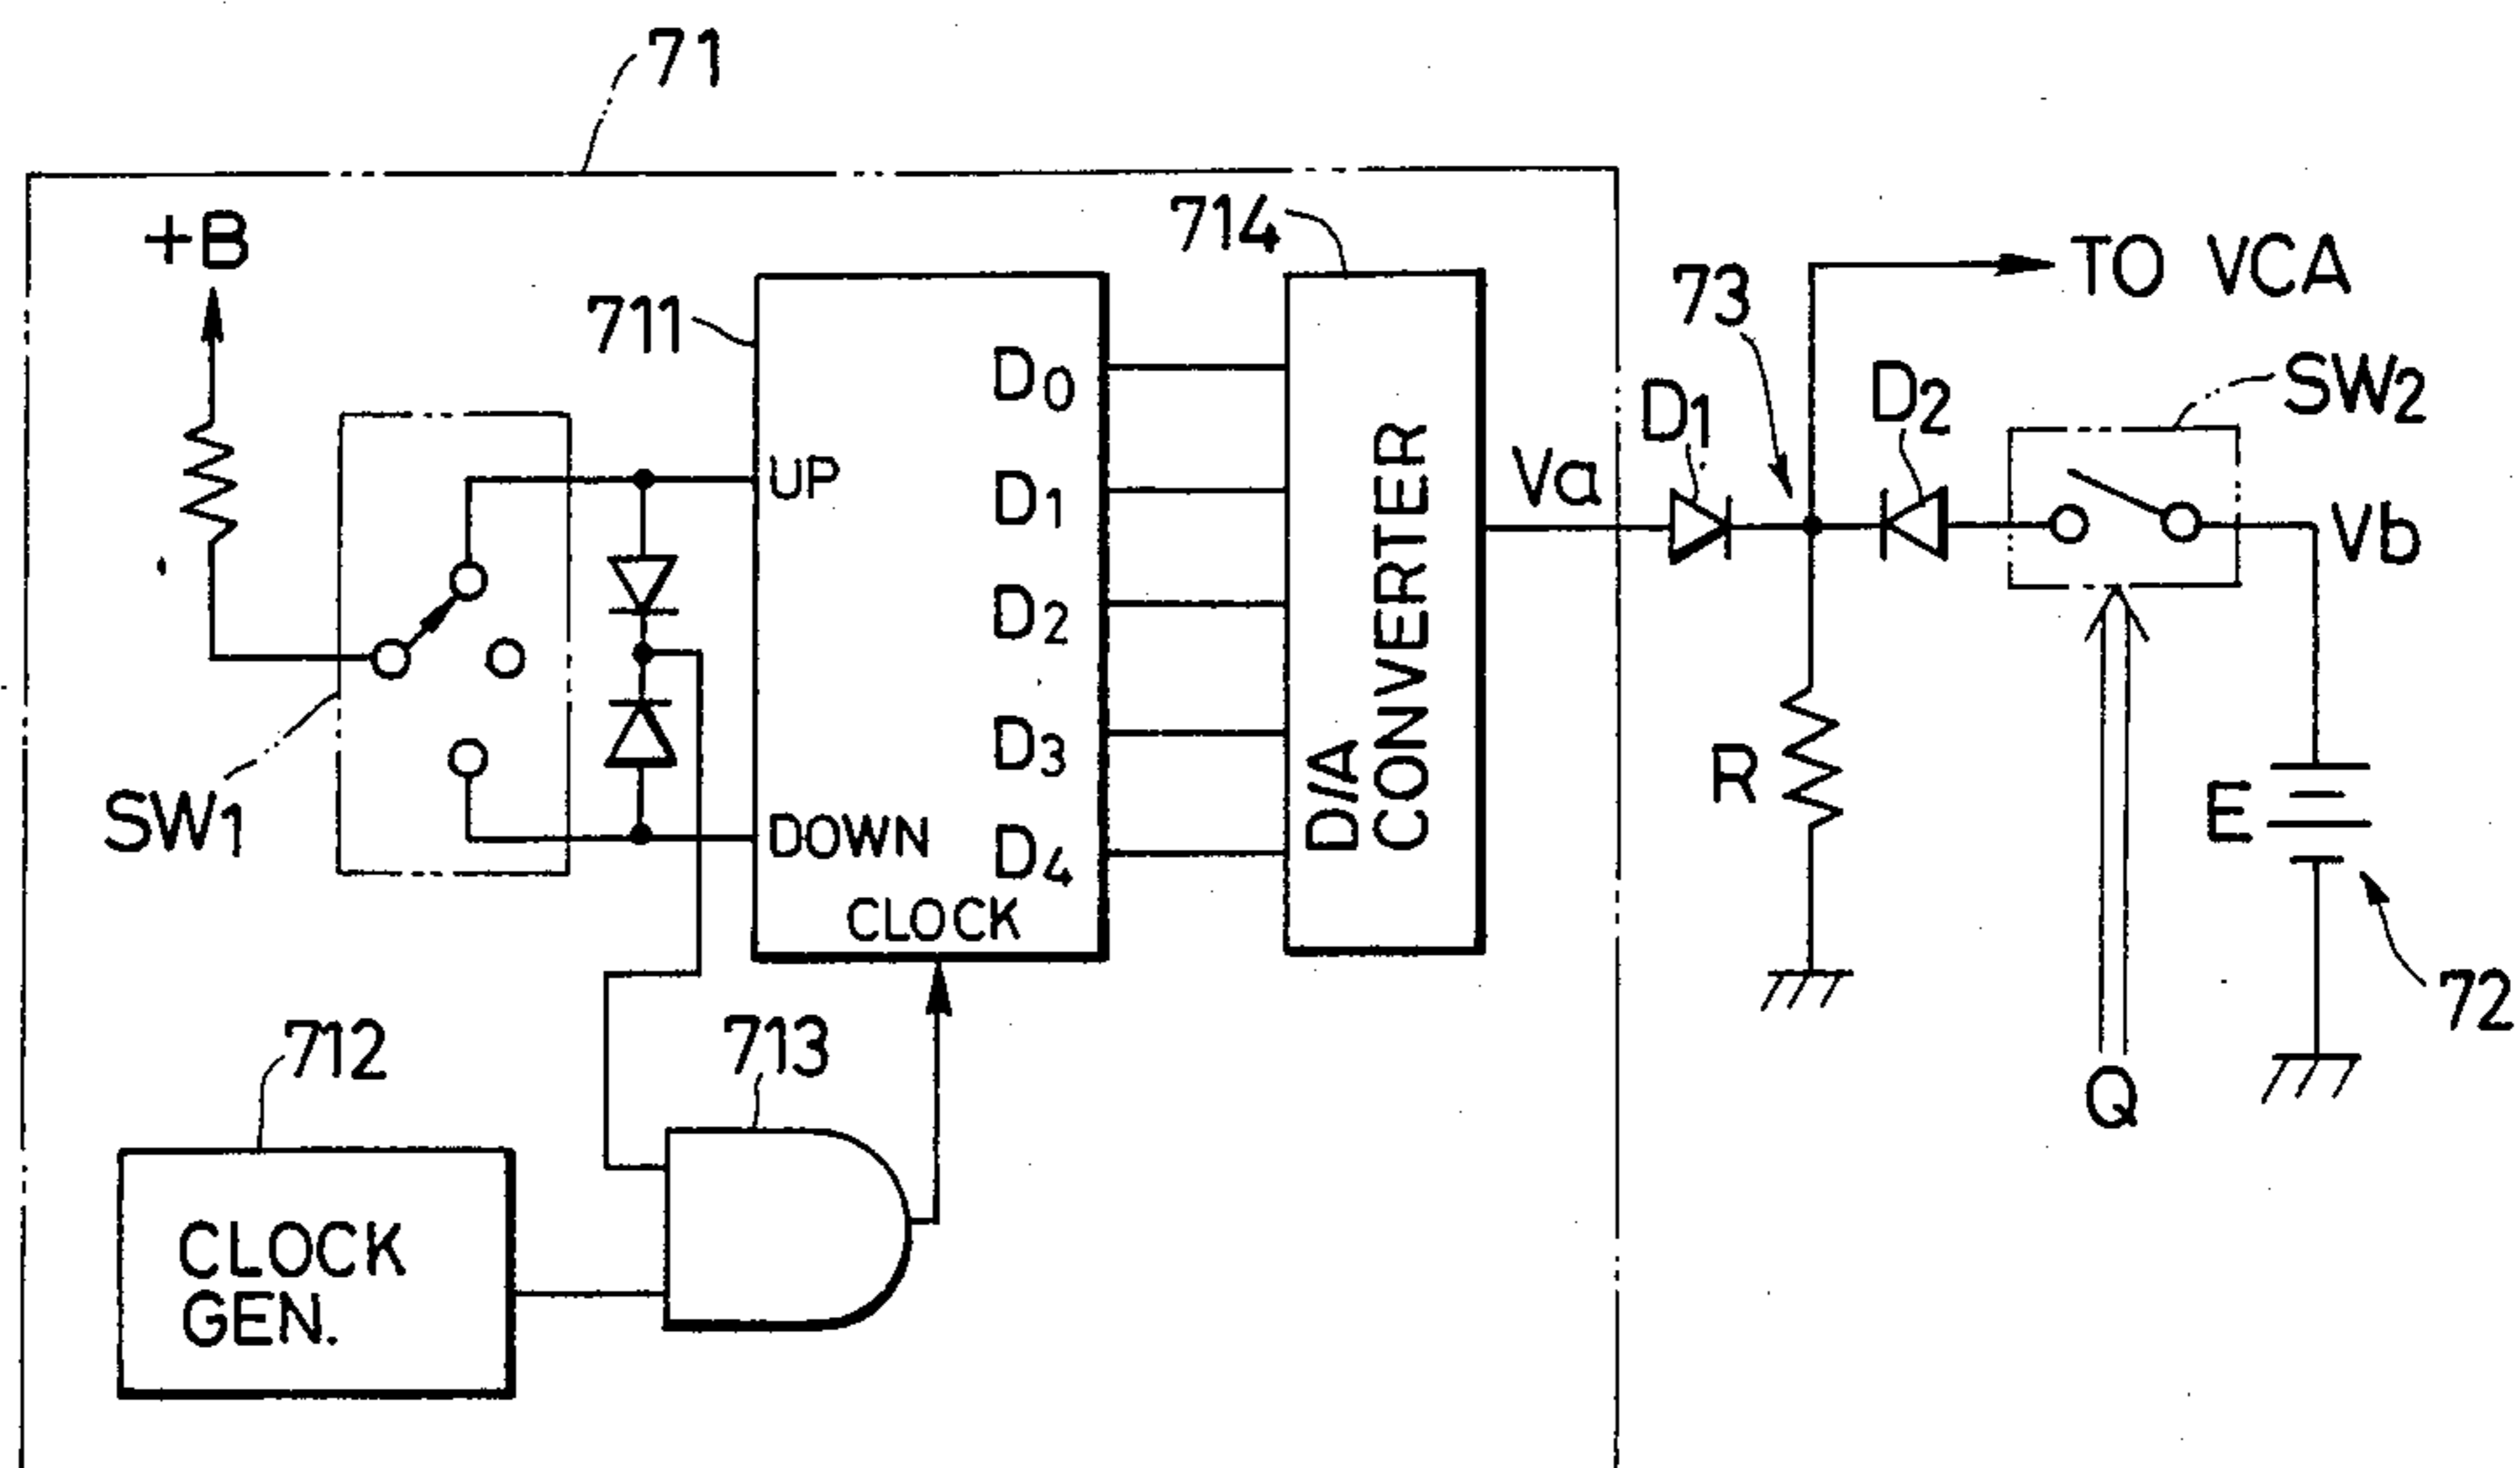 71
+B
714
711
73
TO VCA
SW2
D0
D1
D2
D3
D4
UP
DOWN
CLOCK
D/A
CONVERTER
Va
D1
D2
Vb
SW1
R
E
72
Q
712
713
CLOCK
GEN.